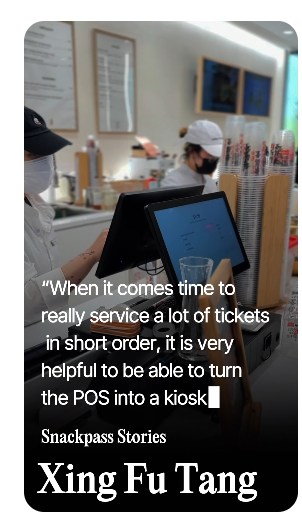 “When it comes time to
really service a lot of tickets
in short order, it is very
helpful to be able to turn
the POS into a kiosk
Snackpass Stories
Xing Fu Tang